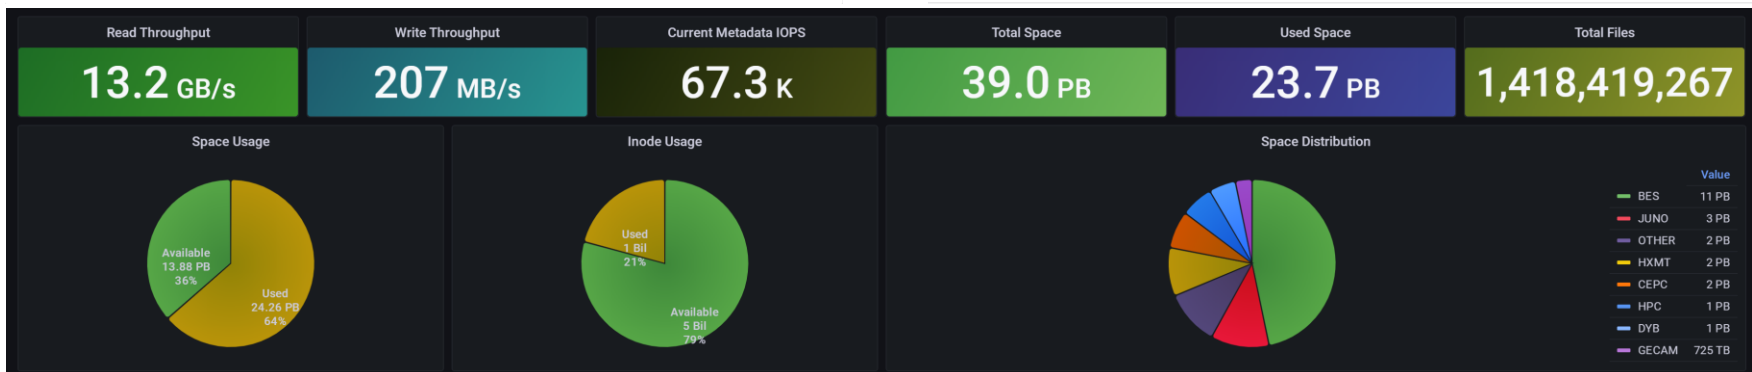 Read Throughput
13.2 GB/s
Write Throughput
207 MB/s
Current Metadata IOPS
67.3 K
Total Space
39.0 PB
Used Space
23.7 PB
Total Files
1,418,419,267
Space Usage
Available
13.88 PB
36%
Used
24.26 PB
64%
Inode Usage
Used
1 Bil
21%
Available
5 Bil
79%
Space Distribution
Value
BES 11 PB
JUNO 3 PB
OTHER 2 PB
HXMT 2 PB
CEPC 2 PB
HPC 1 PB
DYB 1 PB
GECAM 725 TB